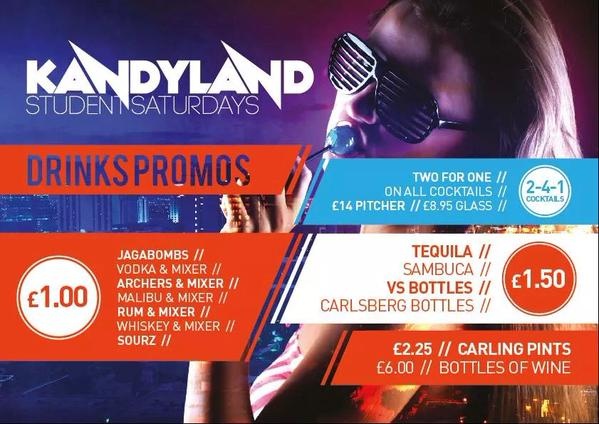 KANDYLAND
STUDENT SATURDAYS
DRINKS PROMOS
TWO FOR ONE //
ON ALL COCKTAILS //
£14 PITCHER // £8.95 GLASS //
2-4-1
COCKTAILS
£1.00
JAGABOMBS //
VODKA & MIXER //
ARCHERS & MIXER //
MALIBU & MIXER //
RUM & MIXER //
WHISKEY & MIXER //
SOURZ //
TEQUILA //
SAMBUCA //
VS BOTTLES //
CARLSBERG BOTTLES //
£1.50
£2.25 // CARLING PINTS
£6.00 // BOTTLES OF WINE